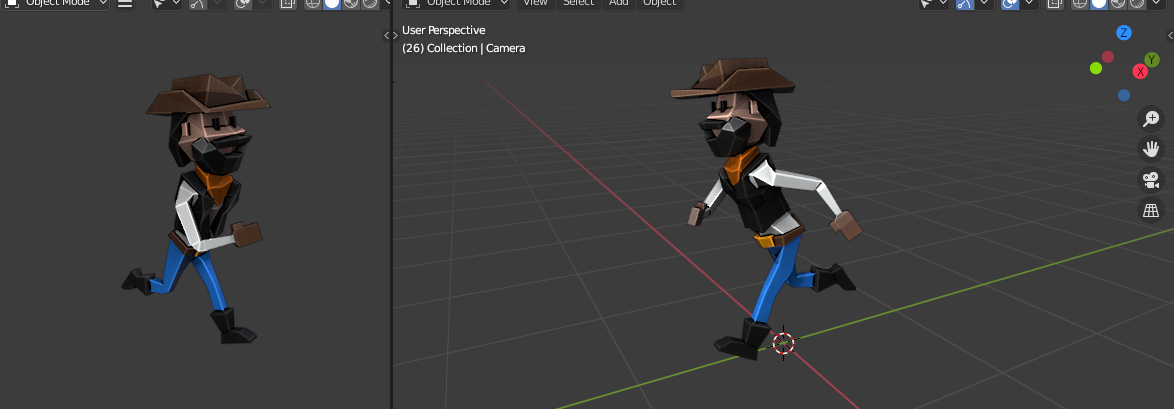 Object Mode
Object Mode View Select Add Object
User Perspective
(26) Collection | Camera
Z
Y
X